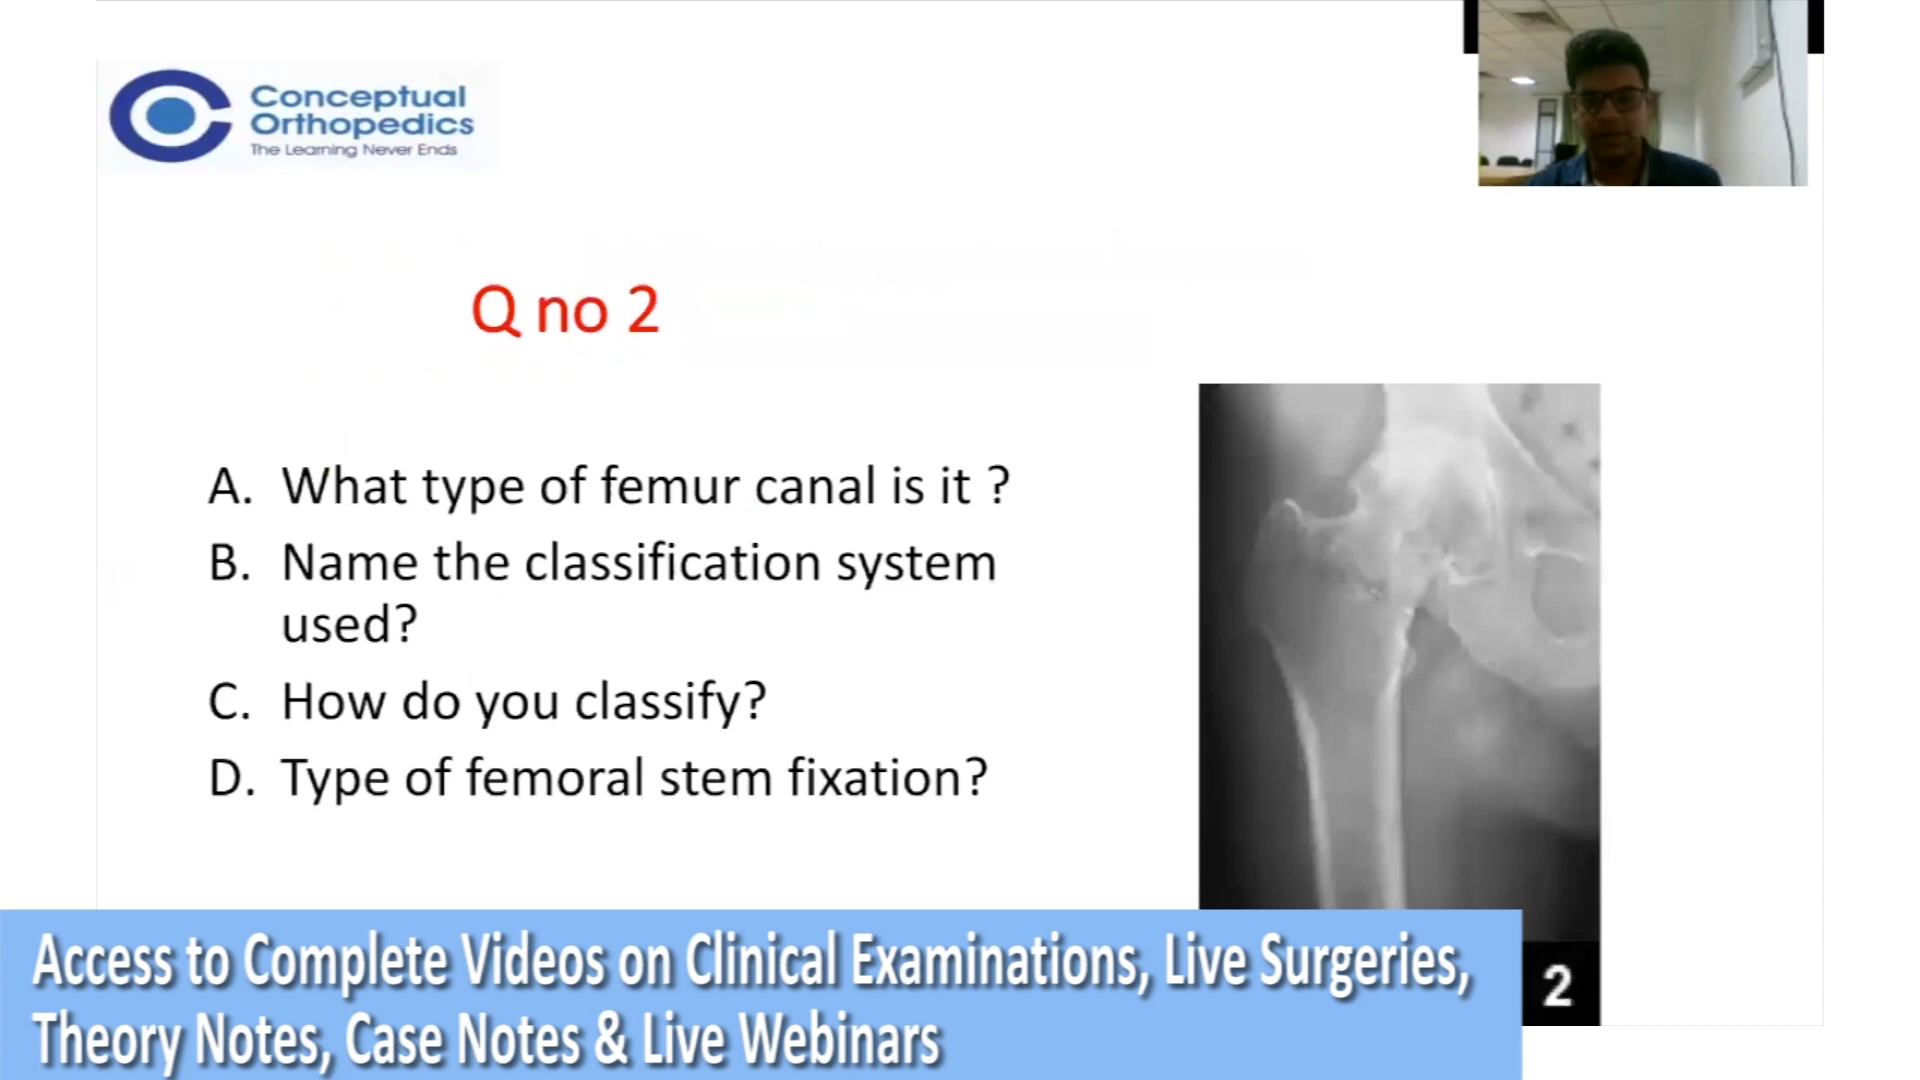 Conceptual
Orthopedics
The Learning Never Ends
Q no 2
A. What type of femur canal is it ?
B. Name the classification system
used?
C. How do you classify?
D. Type of femoral stem fixation?
2
Access to Complete Videos on Clinical Examinations, Live Surgeries,
Theory Notes, Case Notes & Live Webinars